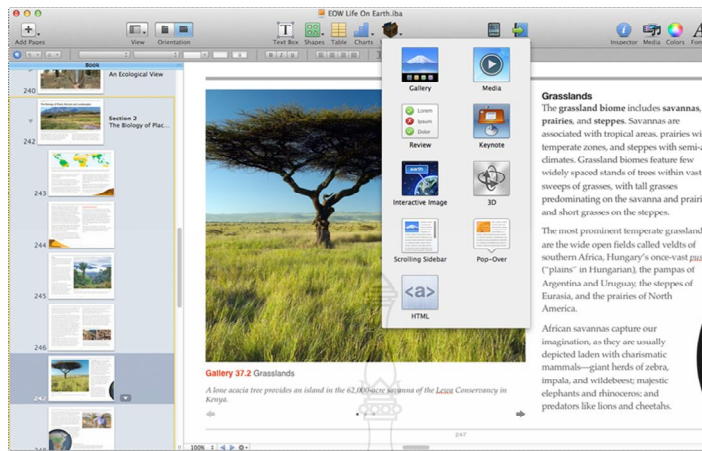 EOW Life On Earth.iba
Add Pages
View
Orientation
Text Box
Shapes
Table
Charts
Inspector
Media
Colors
Book
An Ecological View
240
Section 2
The Biology of Plac...
242
243
244
245
246
247
Gallery
Media
Review
Lorem
Ipsum
Dolor
Keynote
earth
Interactive Image
3D
Scrolling Sidebar
Pop-Over
<a>
HTML
Gallery 37.2 Grasslands
A lone acacia tree provides an island in the 62,000-acre savanna of the Lewa Conservancy in
Kenya.
Grasslands
The grassland biome includes savannas,
prairies, and steppes. Savannas are
associated with tropical areas, prairies wi
temperate zones, and steppes with semi-a
climates. Grassland biomes feature few
widely spaced stands of trees within vast
sweeps of grasses, with tall grasses
predominating on the savanna and prairi
and short grasses on the steppes.
The most prominent temperate grassland
are the wide open fields called veldts of
southern Africa, Hungary's once-vast pus
("plains" in Hungarian), the pampas of
Argentina and Uruguay, the steppes of
Eurasia, and the prairies of North
America.
African savannas capture our
imagination, as they are usually
depicted laden with charismatic
mammals—giant herds of zebra,
impala, and wildebeest; majestic
elephants and rhinoceros; and
predators like lions and cheetahs.
247
100%